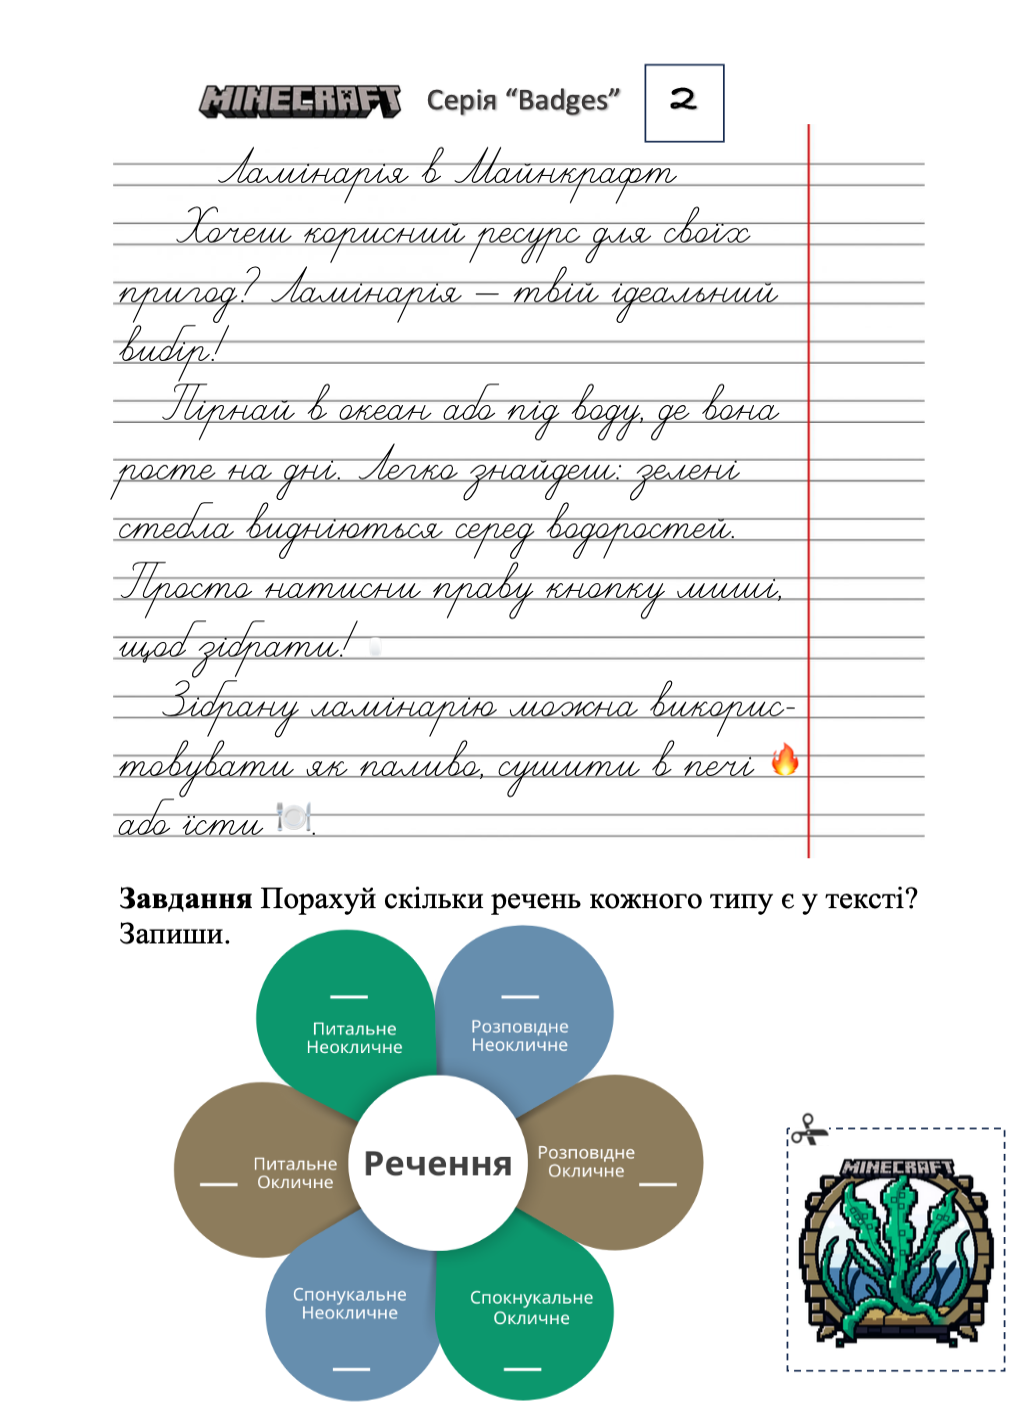 MINECRAFT Серія “Badges” 2
Ламінарія в Майнкрафт
Хочеш корисний ресурс для своїх
пригод? Ламінарія – твій ідеальний
вибір!
Пірнай в океан або під воду, де вона
росте на дні. Легко знайдеш: зелені
стебла видніються серед водоростей.
Просто натисни праву кнопку миші,
щоб зібрати!
Зібрану ламінарію можна викорис-
товувати як паливо, сушити в печі 🔥
або їсти 🍽️.
Завдання Порахуй скільки речень кожного типу є у тексті?
Запиши.
Питальне
Неокличне
Розповідне
Неокличне
Питальне
Окличне
Речення
Розповідне
Окличне
Спонукальне
Неокличне
Спокнукальне
Окличне
MINECRAFT